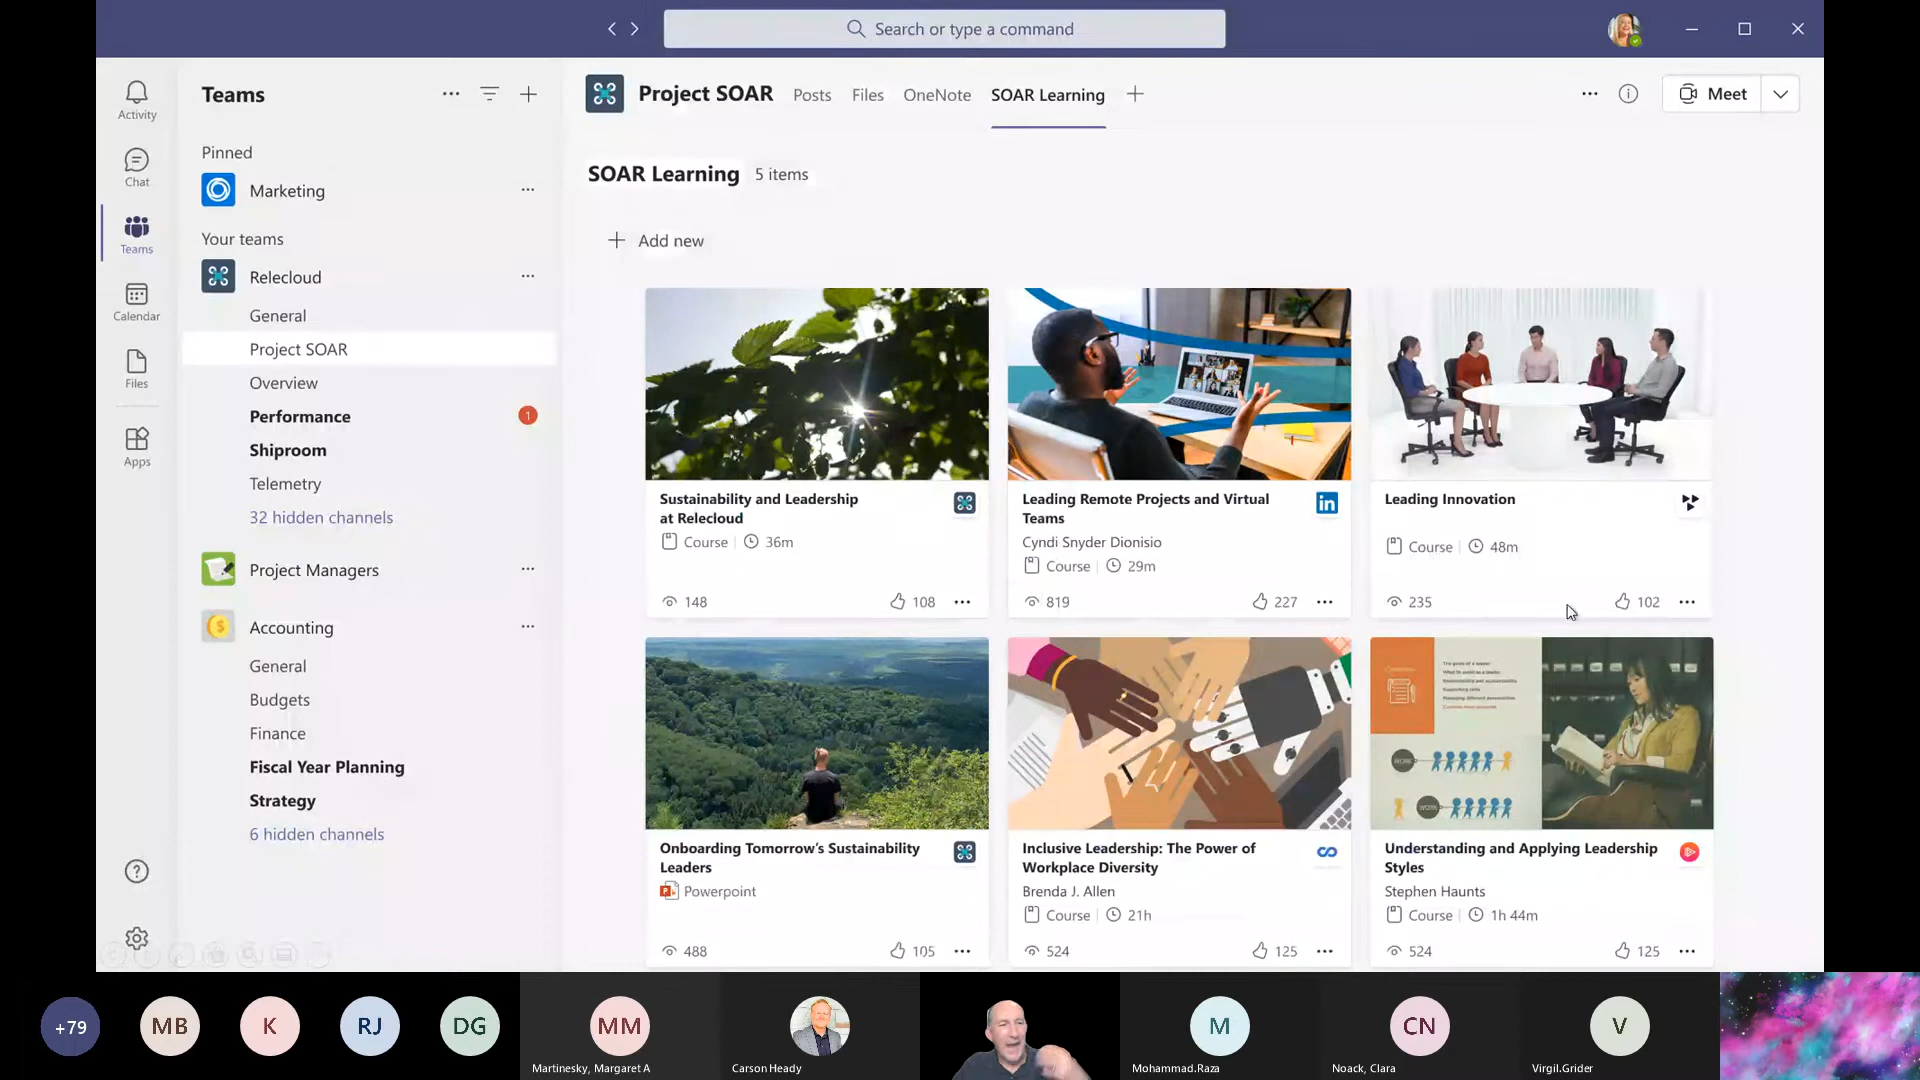 Search or type a command
Activity
Chat
Teams
Calendar
Files
Apps
Teams
Pinned
Marketing
Your teams
Relecloud
General
Project SOAR
Overview
Performance
1
Shiproom
Telemetry
32 hidden channels
Project Managers
Accounting
General
Budgets
Finance
Fiscal Year Planning
Strategy
6 hidden channels
Project SOAR
Posts
Files
OneNote
SOAR Learning
Meet
SOAR Learning
5 items
Add new
Sustainability and Leadership
at Relecloud
Course
36m
148
108
Leading Remote Projects and Virtual
Teams
Cyndi Snyder Dionisio
Course
29m
819
227
Leading Innovation
Course
48m
235
102
Onboarding Tomorrow's Sustainability
Leaders
Powerpoint
488
105
Inclusive Leadership: The Power of
Workplace Diversity
Brenda J. Allen
Course
21h
524
125
WORK
WORK
Understanding and Applying Leadership
Styles
Stephen Haunts
Course
1h 44m
524
125
+79
MB
K
RJ
DG
MM
Martinesky, Margaret A
Carson Heady
M
Mohammad.Raza
CN
Noack, Clara
V
Virgil.Grider